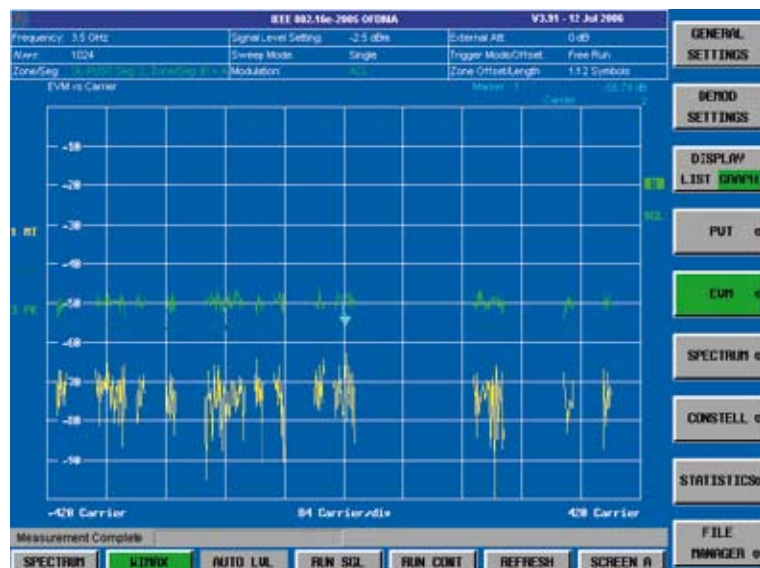 IEEE 802.16e-2005 OFDMA
V3.91 - 12 Jul 2006
Frequency: 3.5 GHz
Signal Level Setting: -2.5 dBm
External Att: 0 dB
1024
Sweep Mode: Single
Trigger Mode/Offset: Free Run
Zone/Seg:
Modulation: ALL
Zone Offset/Length: 1/12 Symbols
EVM vs Carrier
Marker 1
Carrier 2
-10
-20
-30
-40
-50
-60
-70
-80
-90
SGL
-420 Carrier
84 Carrier/div
420 Carrier
Measurement Complete
SPECTRUM
WIMAX
AUTO LVL
RUN SGL
RUN CONT
REFRESH
SCREEN A
GENERAL
SETTINGS
DEMOD
SETTINGS
DISPLAY
LIST GRAPH
PVT
EVM
SPECTRUM
CONSTELL
STATISTICS
FILE
MANAGER